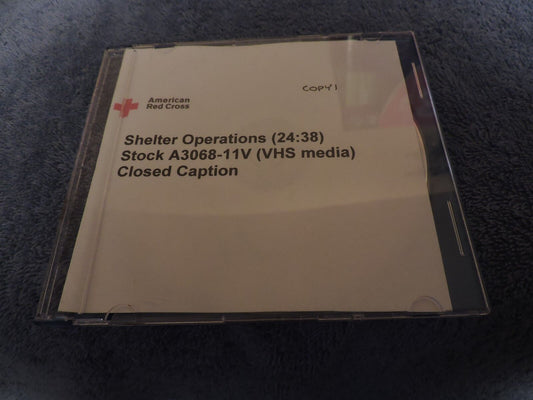 COPY 1
American
Red Cross
Shelter Operations (24:38)
Stock A3068-11V (VHS media)
Closed Caption